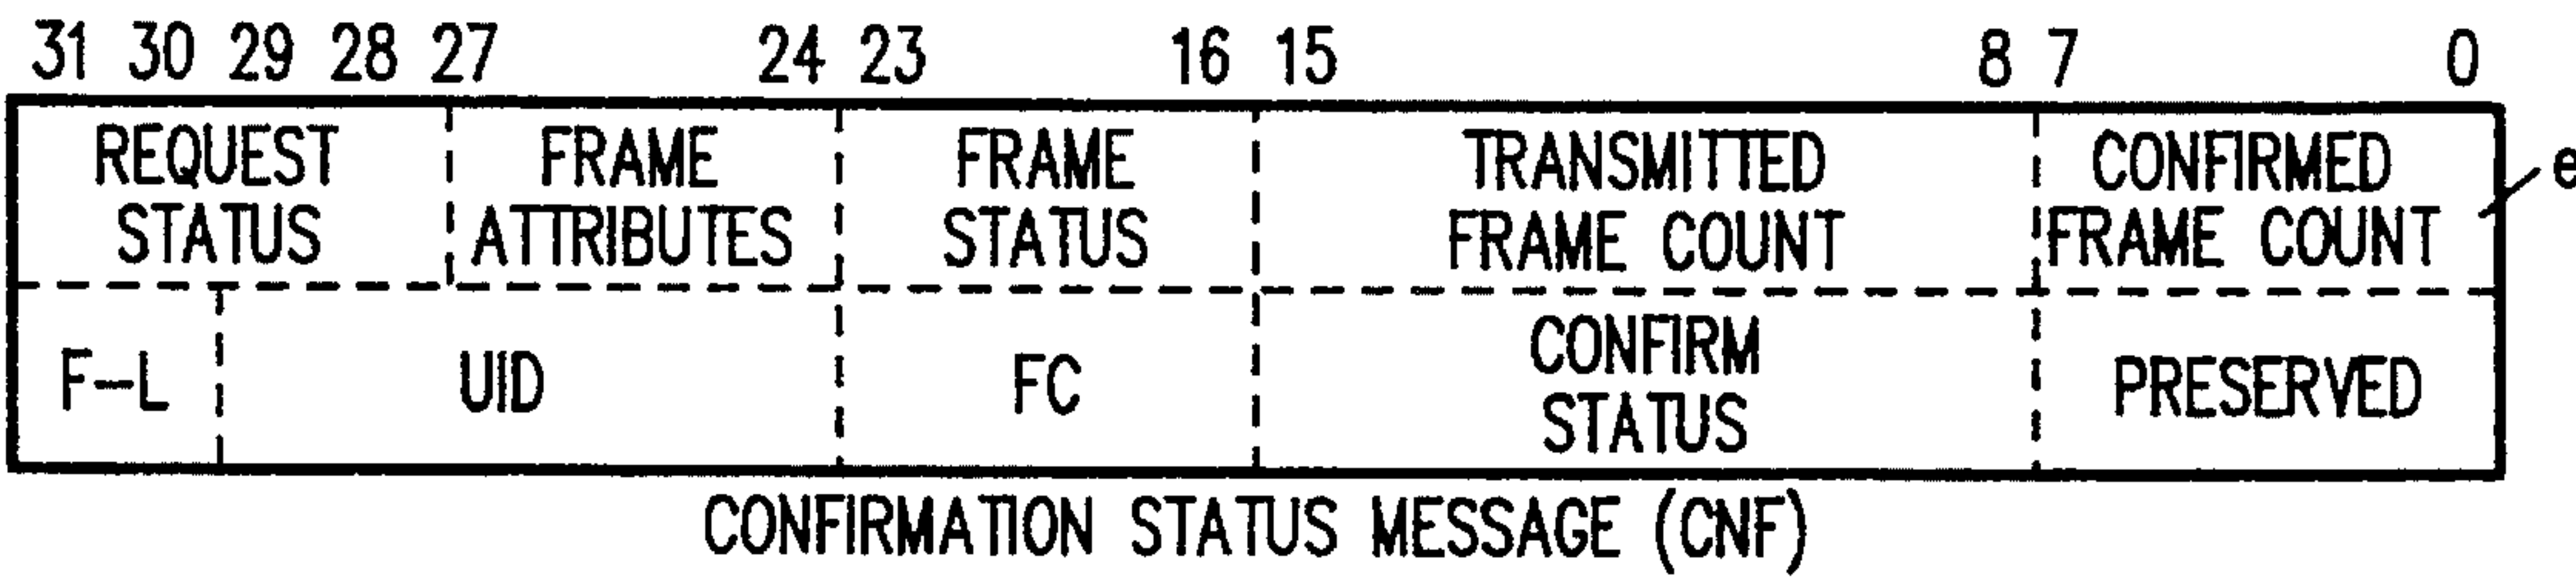 31 30 29 28 27 24 23 16 15 8 7 0
REQUEST STATUS FRAME ATTRIBUTES FRAME STATUS TRANSMITTED FRAME COUNT CONFIRMED FRAME COUNT e
F-L UID FC CONFIRM STATUS PRESERVED
CONFIRMATION STATUS MESSAGE (CNF)